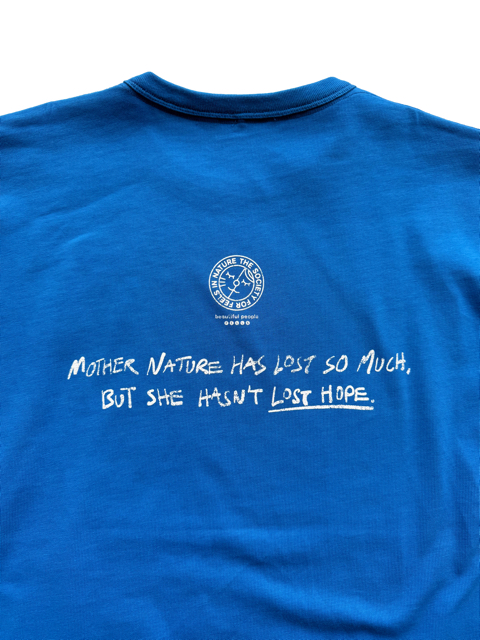 THE SOCIETY FOR FEELS IN NATURE
beautiful people
MOTHER NATURE HAS LOST SO MUCH,
BUT SHE HASN'T LOST HOPE.